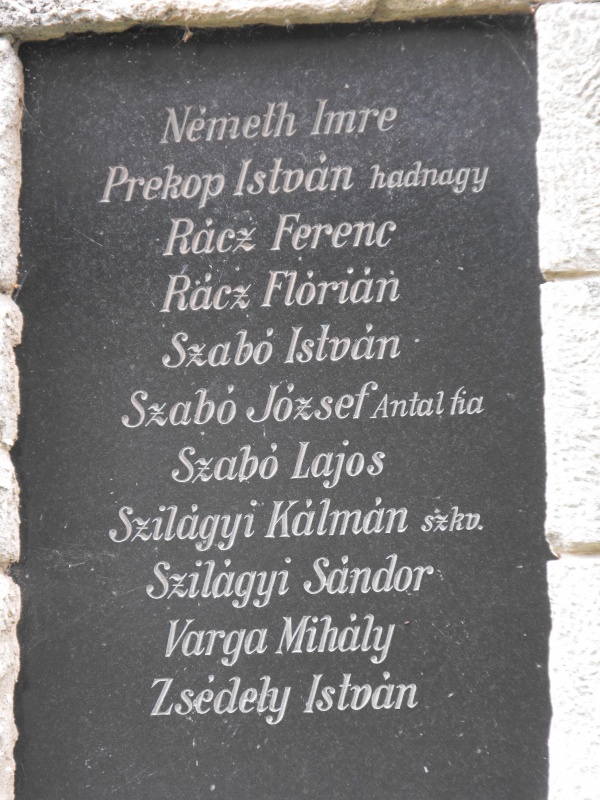 Németh Imre
Prekop István hadnagy
Rácz Ferenc
Rácz Flórián
Szabó István
Szabó József Antal fia
Szabó Lajos
Szilágyi Kálmán szkv.
Szilágyi Sándor
Varga Mihály
Zsédely István